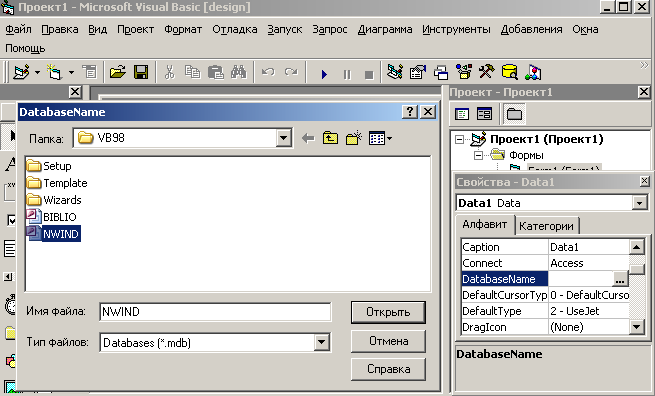 Проект1 - Microsoft Visual Basic [design]
Файл Правка Вид Проект Формат Отладка Запуск Запрос Диаграмма Инструменты Добавления Окна
Помощь
Проект - Проект1
DatabaseName
Папка: VB98
Setup
Template
Wizards
BIBLIO
NWIND
Имя файла: NWIND Открыть
Тип файлов: Databases (*.mdb) Отмена
Справка
Проект1 (Проект1)
Формы
Form1 (Form1)
Свойства - Data1
Data1 Data
Алфавит Категории
Caption Data1
Connect Access
DatabaseName ...
DefaultCursorTyp 0 - DefaultCurso
DefaultType 2 - UseJet
DragIcon (None)
DatabaseName